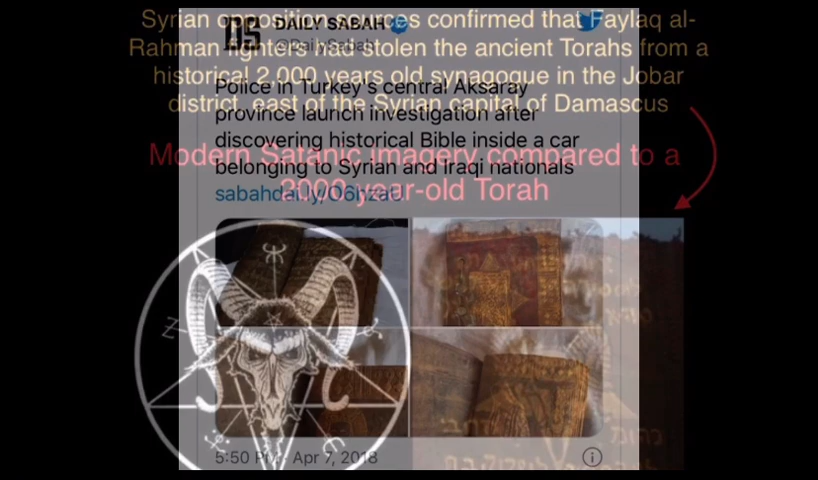 Syrian opposition sources confirmed that Faylaq al-
Rahman fighters had stolen the ancient Torahs from a
historical 2,000 years old synagogue in the Jobar
district, east of the Syrian capital of Damascus
DAILY SABAH
@DailySabah
Police in Turkey's central Aksaray
province launch investigation after
discovering historical Bible inside a car
belonging to Syrian and Iraqi nationals
Modern Satanic imagery compared to a
2000 year-old Torah
5:50 PM · Apr 7, 2018